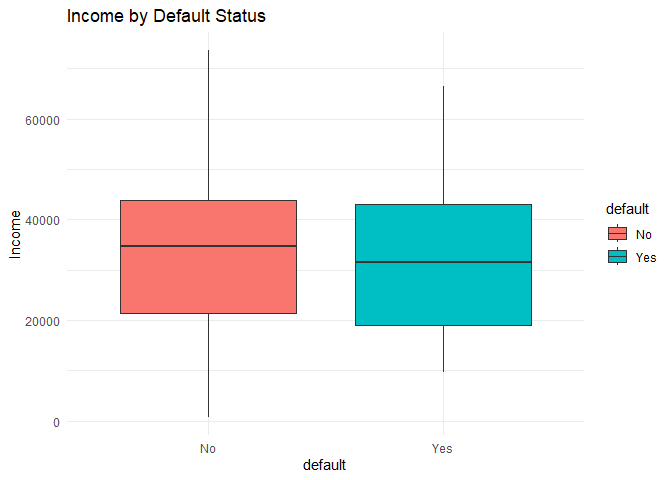 Income by Default Status
60000
40000
20000
0
Income
No
Yes
default
default
No
Yes